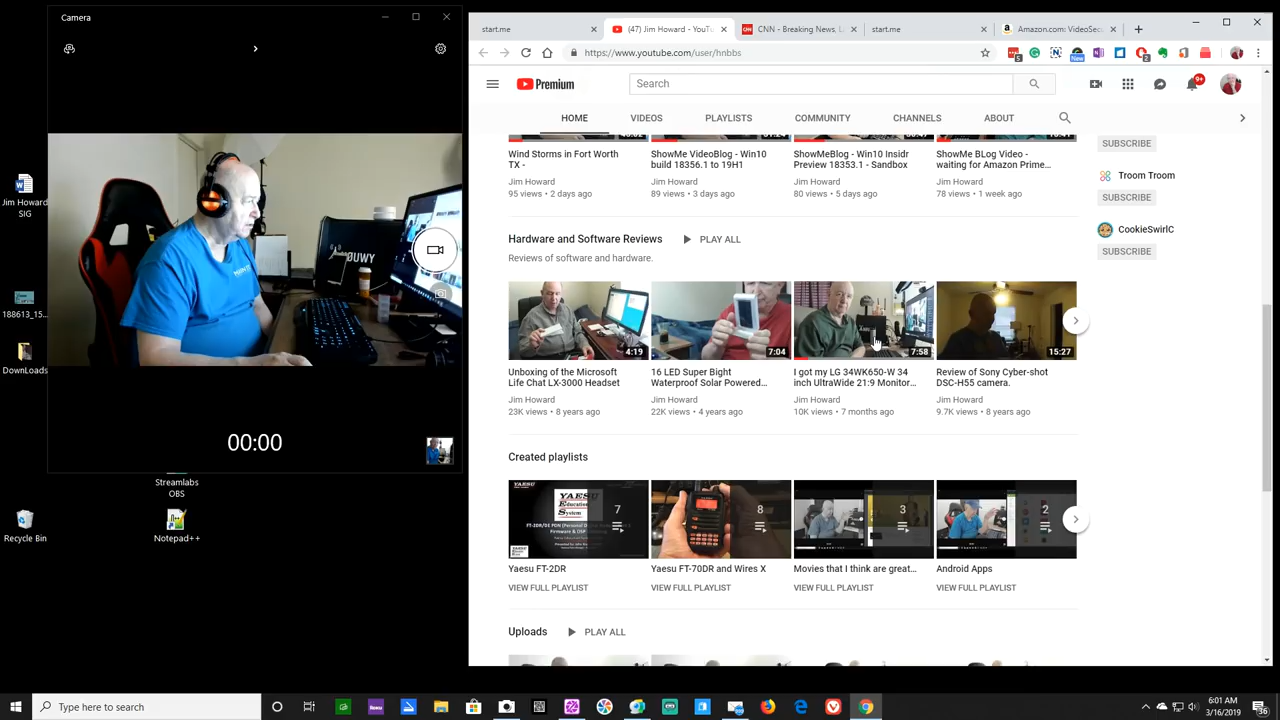 Camera
start.me
(47) Jim Howard - YouTu
CNN - Breaking News, L
start.me
Amazon.com: VideoSec
https://www.youtube.com/user/hnbbs
5
New
2
Premium
Search
9+
HOME
VIDEOS
PLAYLISTS
COMMUNITY
CHANNELS
ABOUT
Wind Storms in Fort Worth
TX -
Jim Howard
95 views • 2 days ago
ShowMe VideoBlog - Win10
build 18356.1 to 19H1
Jim Howard
89 views • 3 days ago
ShowMeBlog - Win10 Insidr
Preview 18353.1 - Sandbox
Jim Howard
80 views • 5 days ago
ShowMe BLog Video -
waiting for Amazon Prime...
Jim Howard
78 views • 1 week ago
SUBSCRIBE
Troom Troom
SUBSCRIBE
CookieSwirlC
SUBSCRIBE
Hardware and Software Reviews
PLAY ALL
Reviews of software and hardware.
4:19
Unboxing of the Microsoft
Life Chat LX-3000 Headset
Jim Howard
23K views • 8 years ago
7:04
16 LED Super Bight
Waterproof Solar Powered...
Jim Howard
22K views • 4 years ago
7:58
I got my LG 34WK650-W 34
inch UltraWide 21:9 Monitor...
Jim Howard
10K views • 7 months ago
15:27
Review of Sony Cyber-shot
DSC-H55 camera.
Jim Howard
9.7K views • 8 years ago
Created playlists
YAESU
7
Yaesu FT-2DR
VIEW FULL PLAYLIST
8
Yaesu FT-70DR and Wires X
VIEW FULL PLAYLIST
3
Movies that I think are great...
VIEW FULL PLAYLIST
2
Android Apps
VIEW FULL PLAYLIST
Uploads
PLAY ALL
00:00
Jim Howard
SIG
188613_15...
DownLoads
Recycle Bin
Streamlabs
OBS
Notepad++
Type here to search
6:01 AM
3/16/2019
36